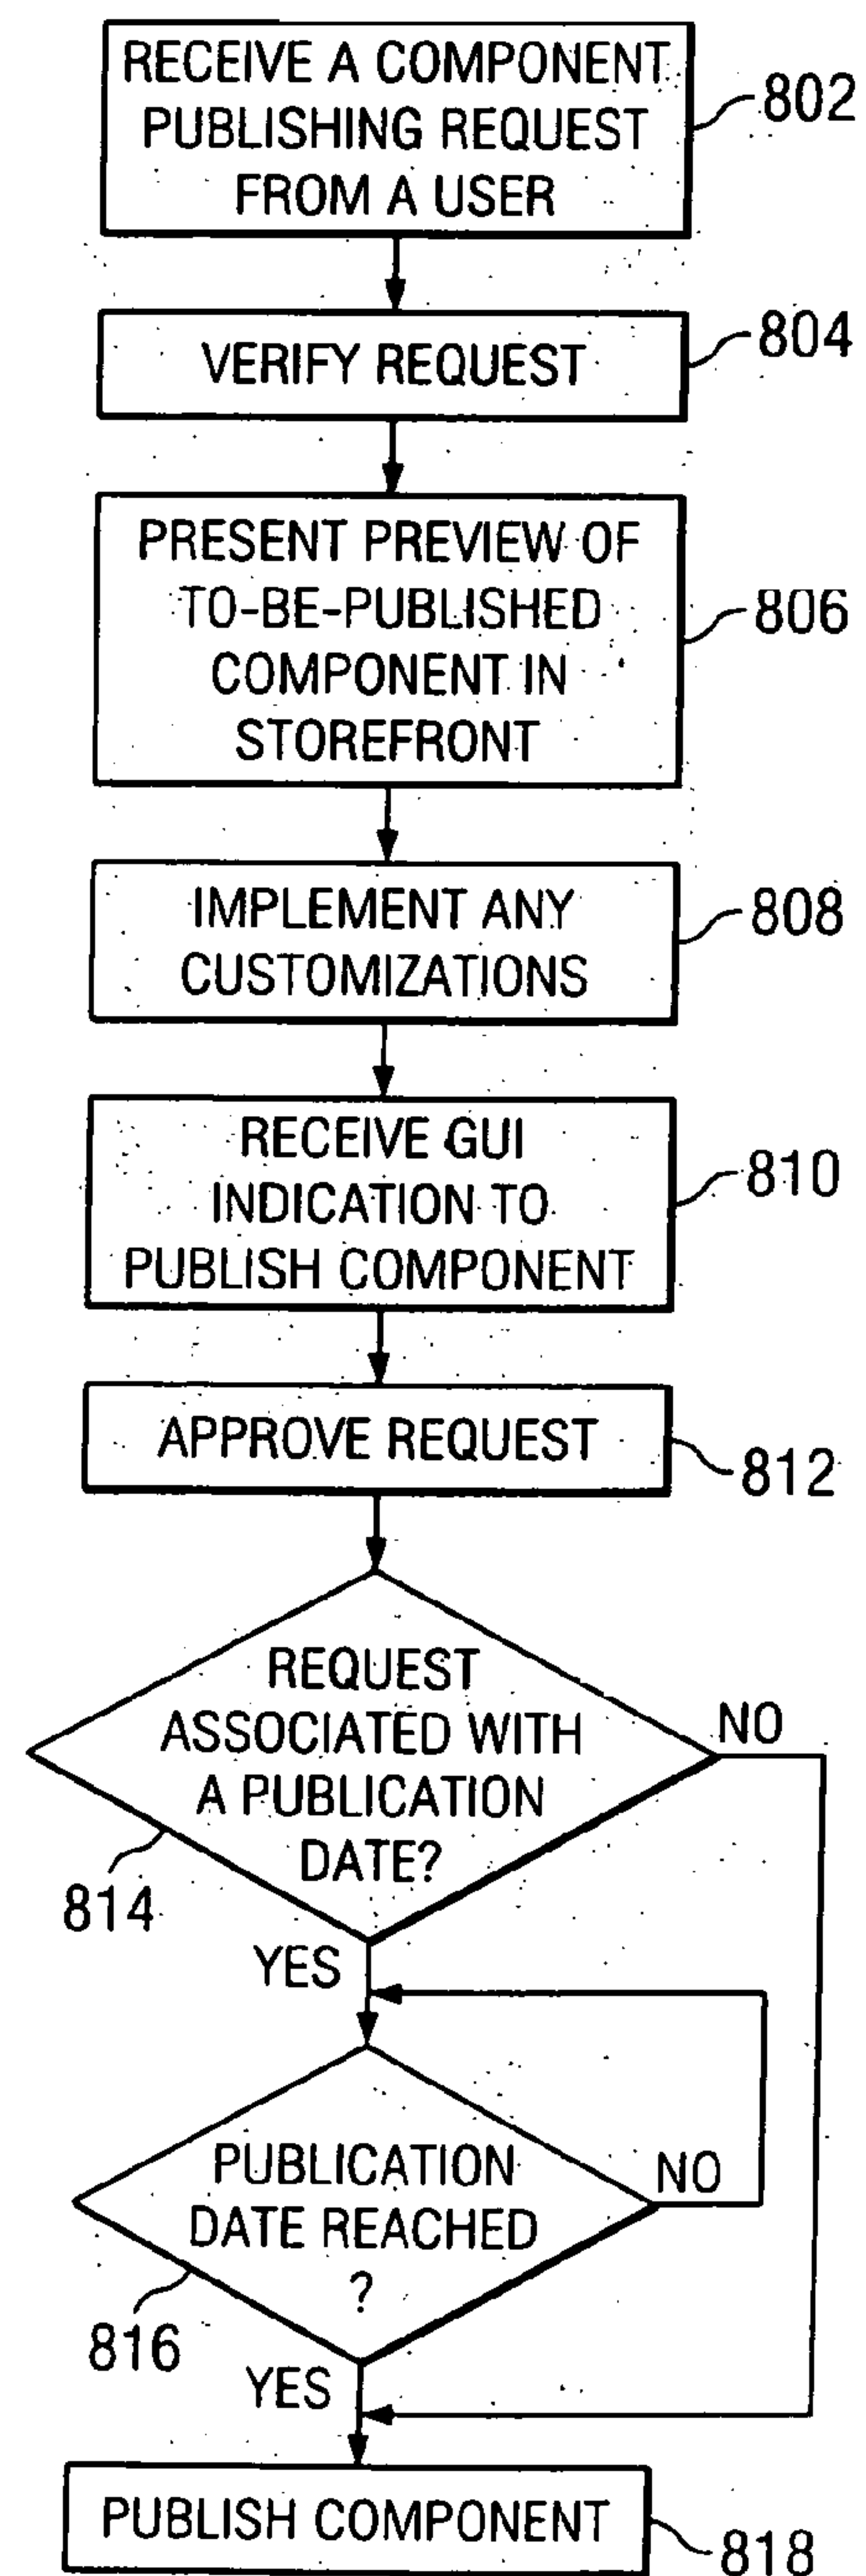 RECEIVE A COMPONENT
PUBLISHING REQUEST
FROM A USER
802
VERIFY REQUEST
804
PRESENT PREVIEW OF
TO-BE-PUBLISHED
COMPONENT IN
STOREFRONT
806
IMPLEMENT ANY
CUSTOMIZATIONS
808
RECEIVE GUI
INDICATION TO
PUBLISH COMPONENT
810
APPROVE REQUEST
812
REQUEST
ASSOCIATED WITH
A PUBLICATION
DATE?
NO
814
YES
PUBLICATION
DATE REACHED
?
NO
816
YES
PUBLISH COMPONENT
818